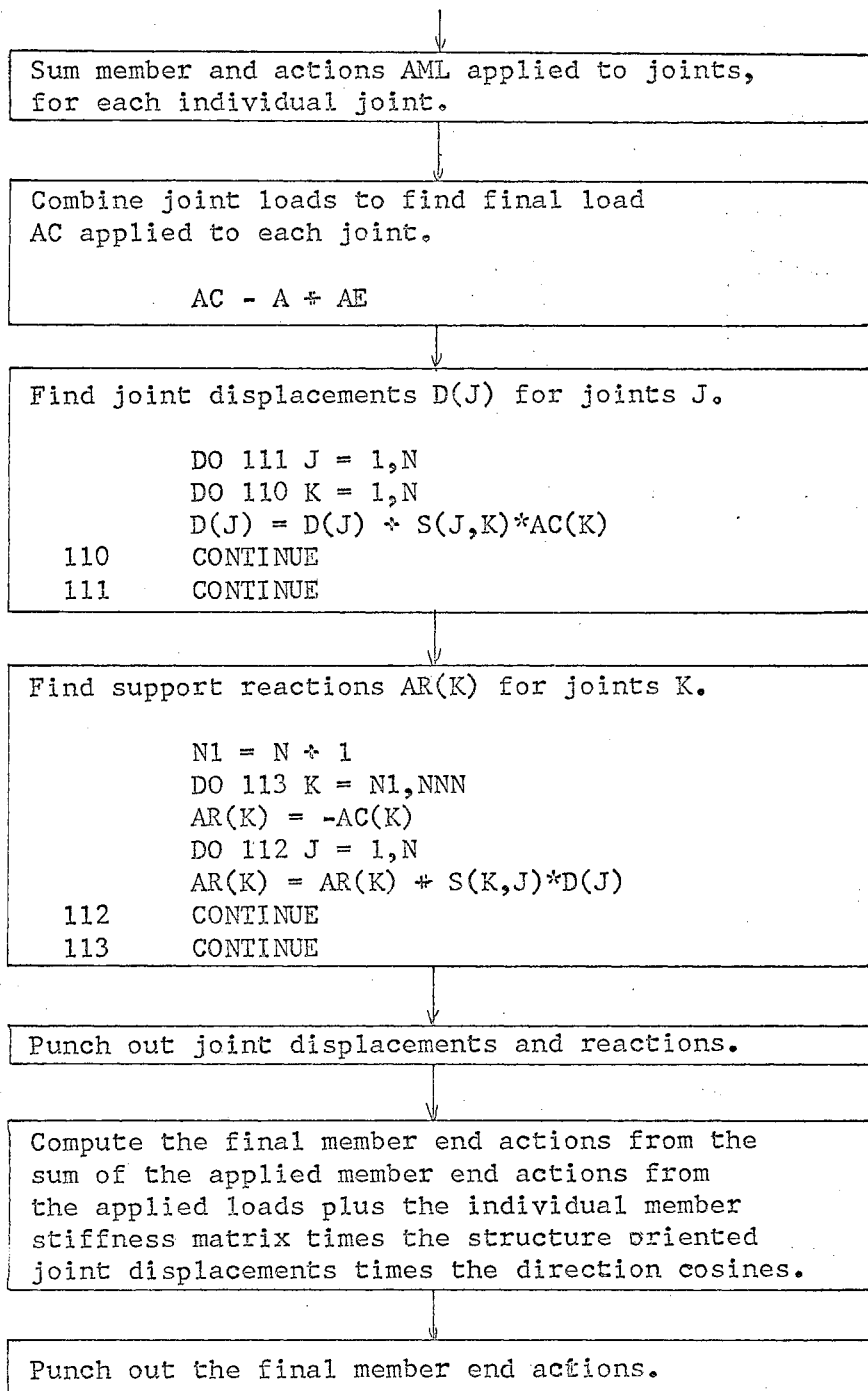 Sum member and actions AML applied to joints,
for each individual joint.
Combine joint loads to find final load
AC applied to each joint.
AC - A + AE
Find joint displacements D(J) for joints J.
DO 111 J = 1,N
DO 110 K = 1,N
D(J) = D(J) + S(J,K)*AC(K)
110 CONTINUE
111 CONTINUE
Find support reactions AR(K) for joints K.
N1 = N + 1
DO 113 K = N1,NNN
AR(K) = -AC(K)
DO 112 J = 1,N
AR(K) = AR(K) + S(K,J)*D(J)
112 CONTINUE
113 CONTINUE
Punch out joint displacements and reactions.
Compute the final member end actions from the
sum of the applied member end actions from
the applied loads plus the individual member
stiffness matrix times the structure oriented
joint displacements times the direction cosines.
Punch out the final member end actions.